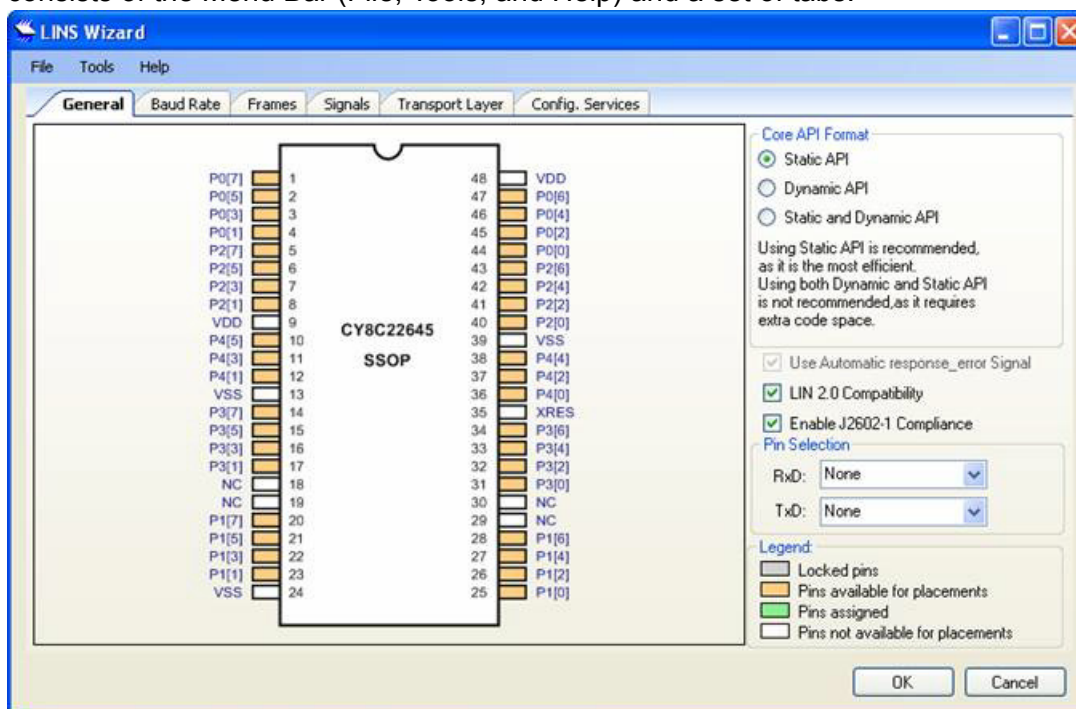 consists of the Menu Bar (File, Tools, and Help) and a set of tabs.
LINS Wizard
File Tools Help
General Baud Rate Frames Signals Transport Layer Config. Services
P0[7] 1 48 VDD
P0[5] 2 47 P0[6]
P0[3] 3 46 P0[4]
P0[1] 4 45 P0[2]
P2[7] 5 44 P0[0]
P2[5] 6 43 P2[6]
P2[3] 7 42 P2[4]
P2[1] 8 41 P2[2]
VDD 9 40 P2[0]
P4[5] 10 39 VSS
P4[3] 11 38 P4[4]
P4[1] 12 37 P4[2]
VSS 13 36 P4[0]
P3[7] 14 35 XRES
P3[5] 15 34 P3[6]
P3[3] 16 33 P3[4]
P3[1] 17 32 P3[2]
NC 18 31 P3[0]
NC 19 30 NC
P1[7] 20 29 NC
P1[5] 21 28 P1[6]
P1[3] 22 27 P1[4]
P1[1] 23 26 P1[2]
VSS 24 25 P1[0]
CY8C22645
SSOP
Core API Format
Static API
Dynamic API
Static and Dynamic API
Using Static API is recommended,
as it is the most efficient.
Using both Dynamic and Static API
is not recommended,as it requires
extra code space.
Use Automatic response_error Signal
LIN 2.0 Compatibility
Enable J2602-1 Compliance
Pin Selection
RxD: None
TxD: None
Legend:
Locked pins
Pins available for placements
Pins assigned
Pins not available for placements
OK Cancel